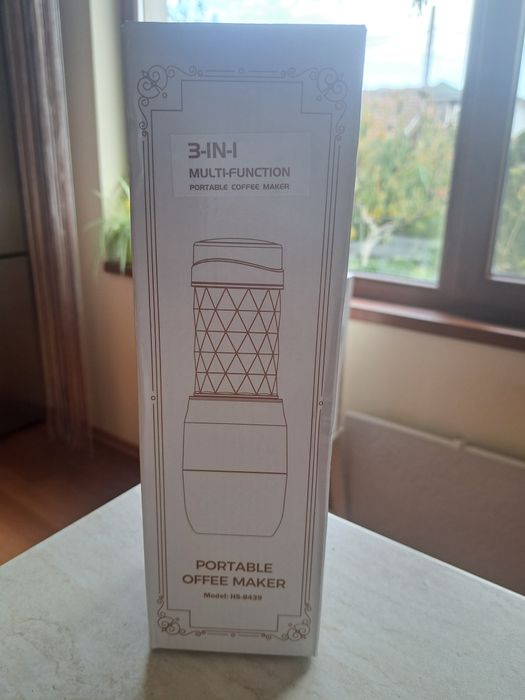 3-IN-1
MULTI-FUNCTION
PORTABLE COFFEE MAKER
PORTABLE
OFFEE MAKER
Model: HS-8439